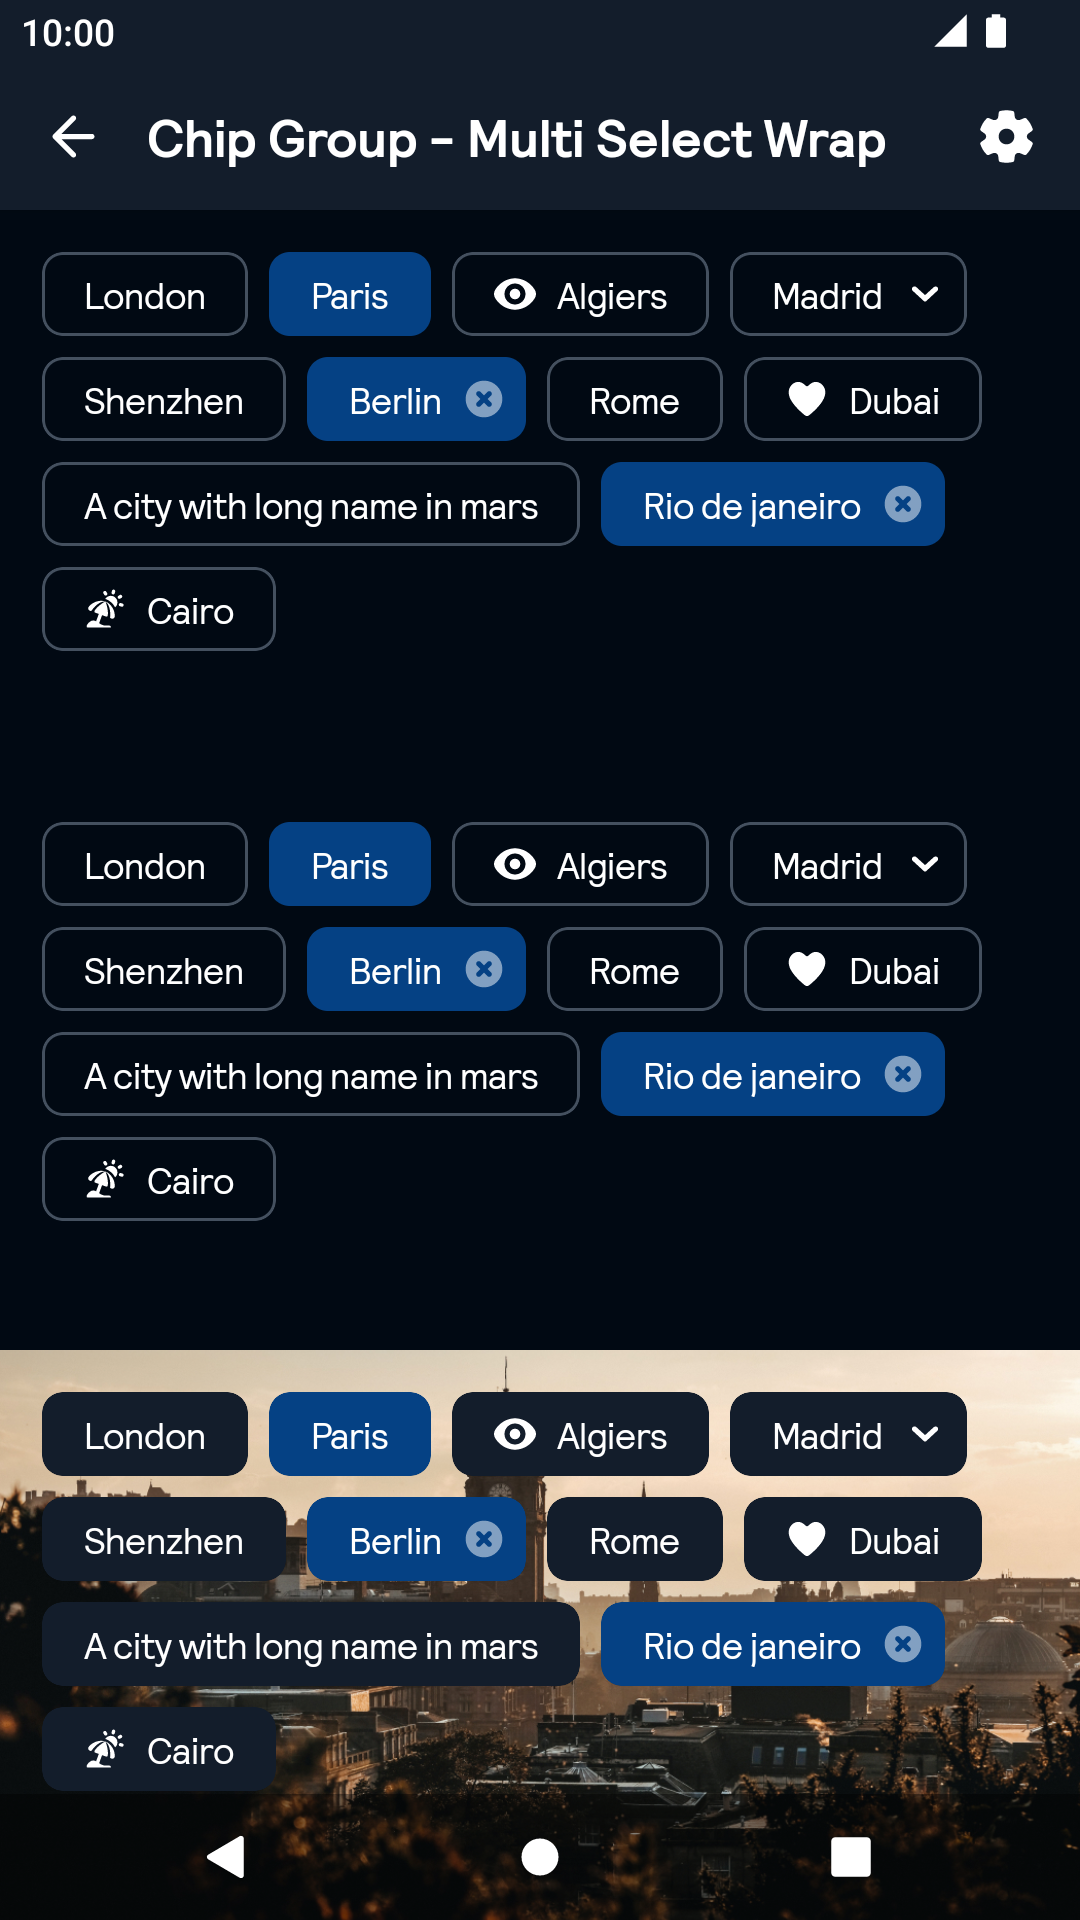 10:00
Chip Group - Multi Select Wrap
London Paris Algiers Madrid
Shenzhen Berlin Rome Dubai
A city with long name in mars Rio de janeiro
Cairo
London Paris Algiers Madrid
Shenzhen Berlin Rome Dubai
A city with long name in mars Rio de janeiro
Cairo
London Paris Algiers Madrid
Shenzhen Berlin Rome Dubai
A city with long name in mars Rio de janeiro
Cairo